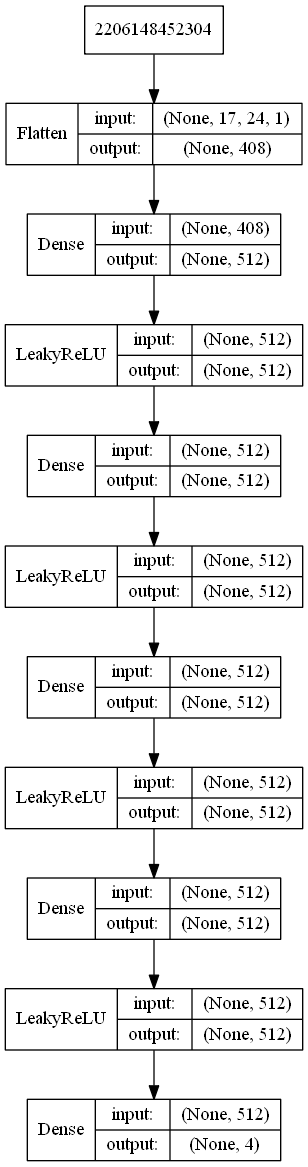 2206148452304
Flatten
input: (None, 17, 24, 1)
output: (None, 408)
Dense
input: (None, 408)
output: (None, 512)
LeakyReLU
input: (None, 512)
output: (None, 512)
Dense
input: (None, 512)
output: (None, 512)
LeakyReLU
input: (None, 512)
output: (None, 512)
Dense
input: (None, 512)
output: (None, 512)
LeakyReLU
input: (None, 512)
output: (None, 512)
Dense
input: (None, 512)
output: (None, 512)
LeakyReLU
input: (None, 512)
output: (None, 512)
Dense
input: (None, 512)
output: (None, 4)